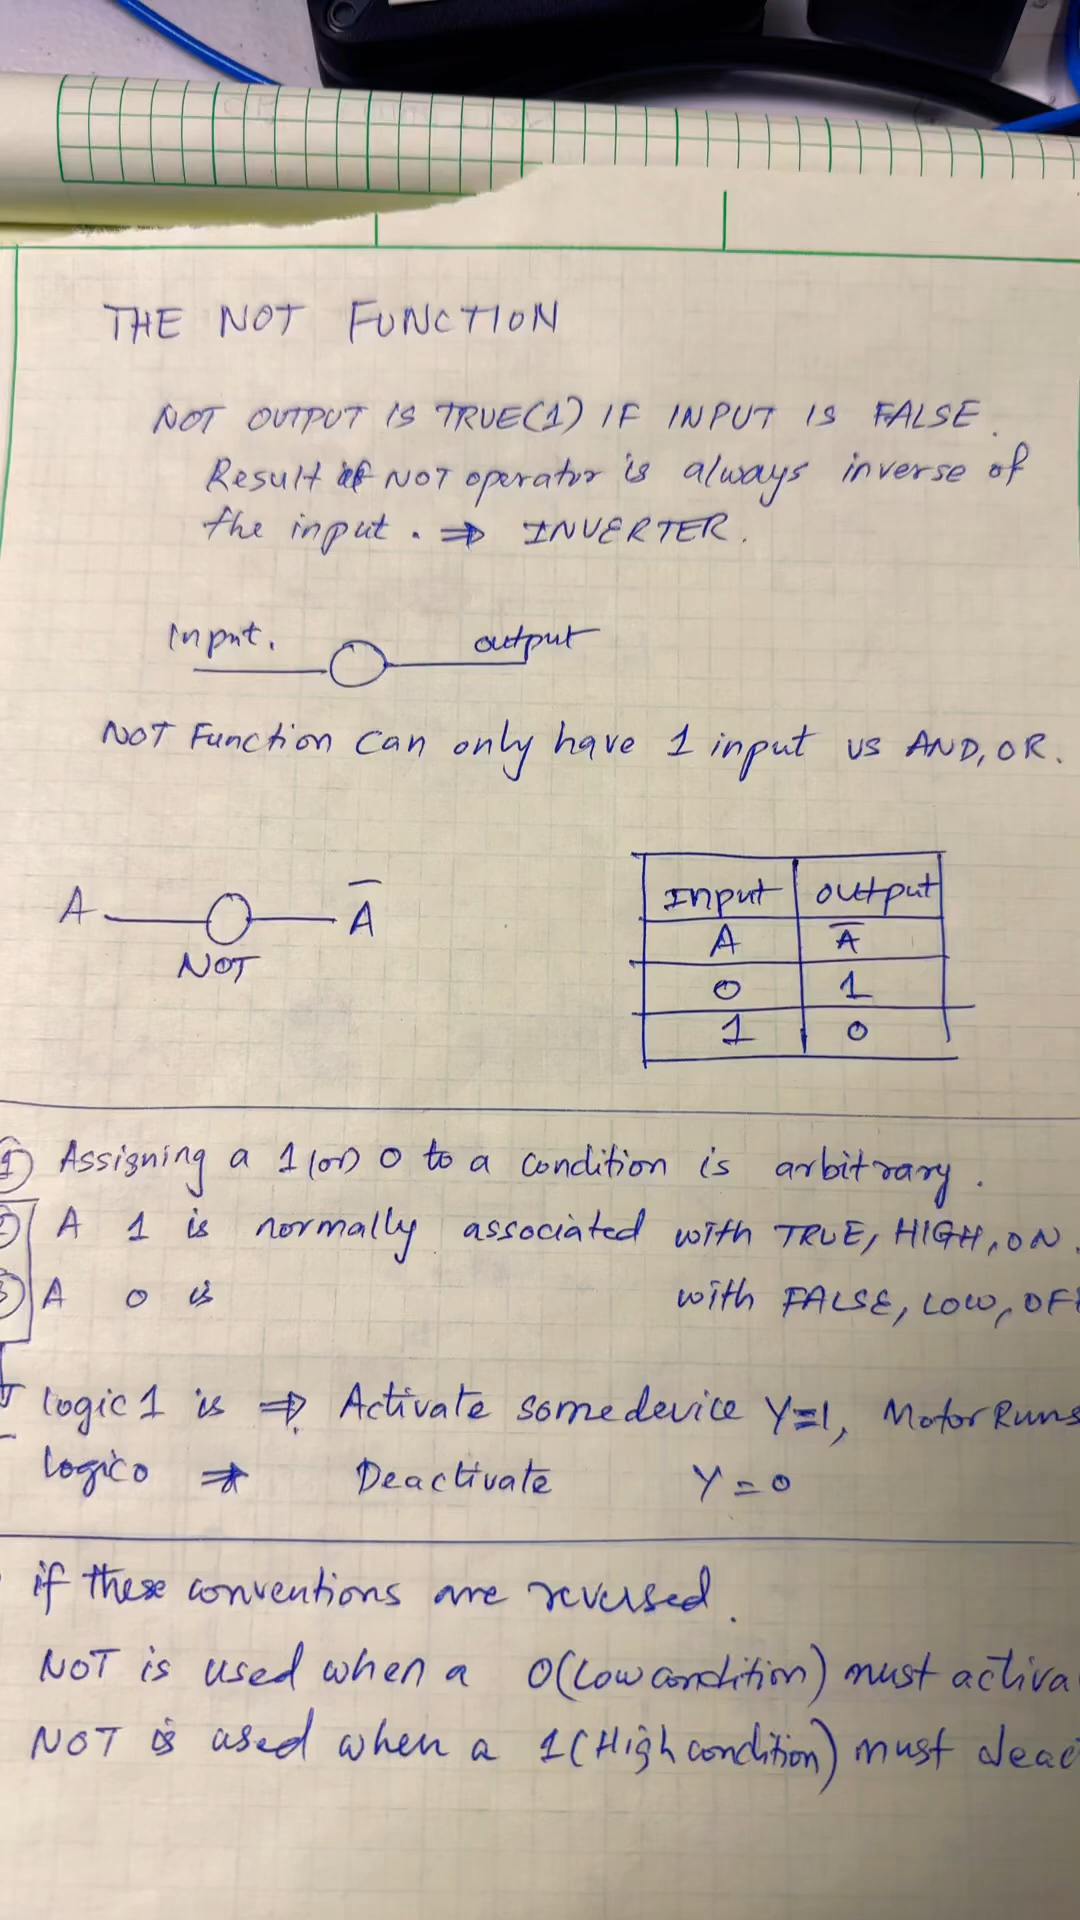 THE NOT FUNCTION
NOT OUTPUT IS TRUE(1) IF INPUT IS FALSE.
Result of NOT operator is always inverse of
the input. ⇒ INVERTER.
Input. output
NOT Function can only have 1 input vs AND, OR.
A A̅
NOT
Input output
A A̅
0 1
1 0
① Assigning a 1 (or) 0 to a condition is arbitrary.
A 1 is normally associated with TRUE, HIGH, ON.
A 0 is with FALSE, LOW, OF
logic 1 is ⇒ Activate some device Y=1, Motor Runs
logic 0 ⇒ Deactivate Y=0
if these conventions are reversed.
NOT is used when a 0(Low condition) must activa
NOT is used when a 1(High condition) must deac